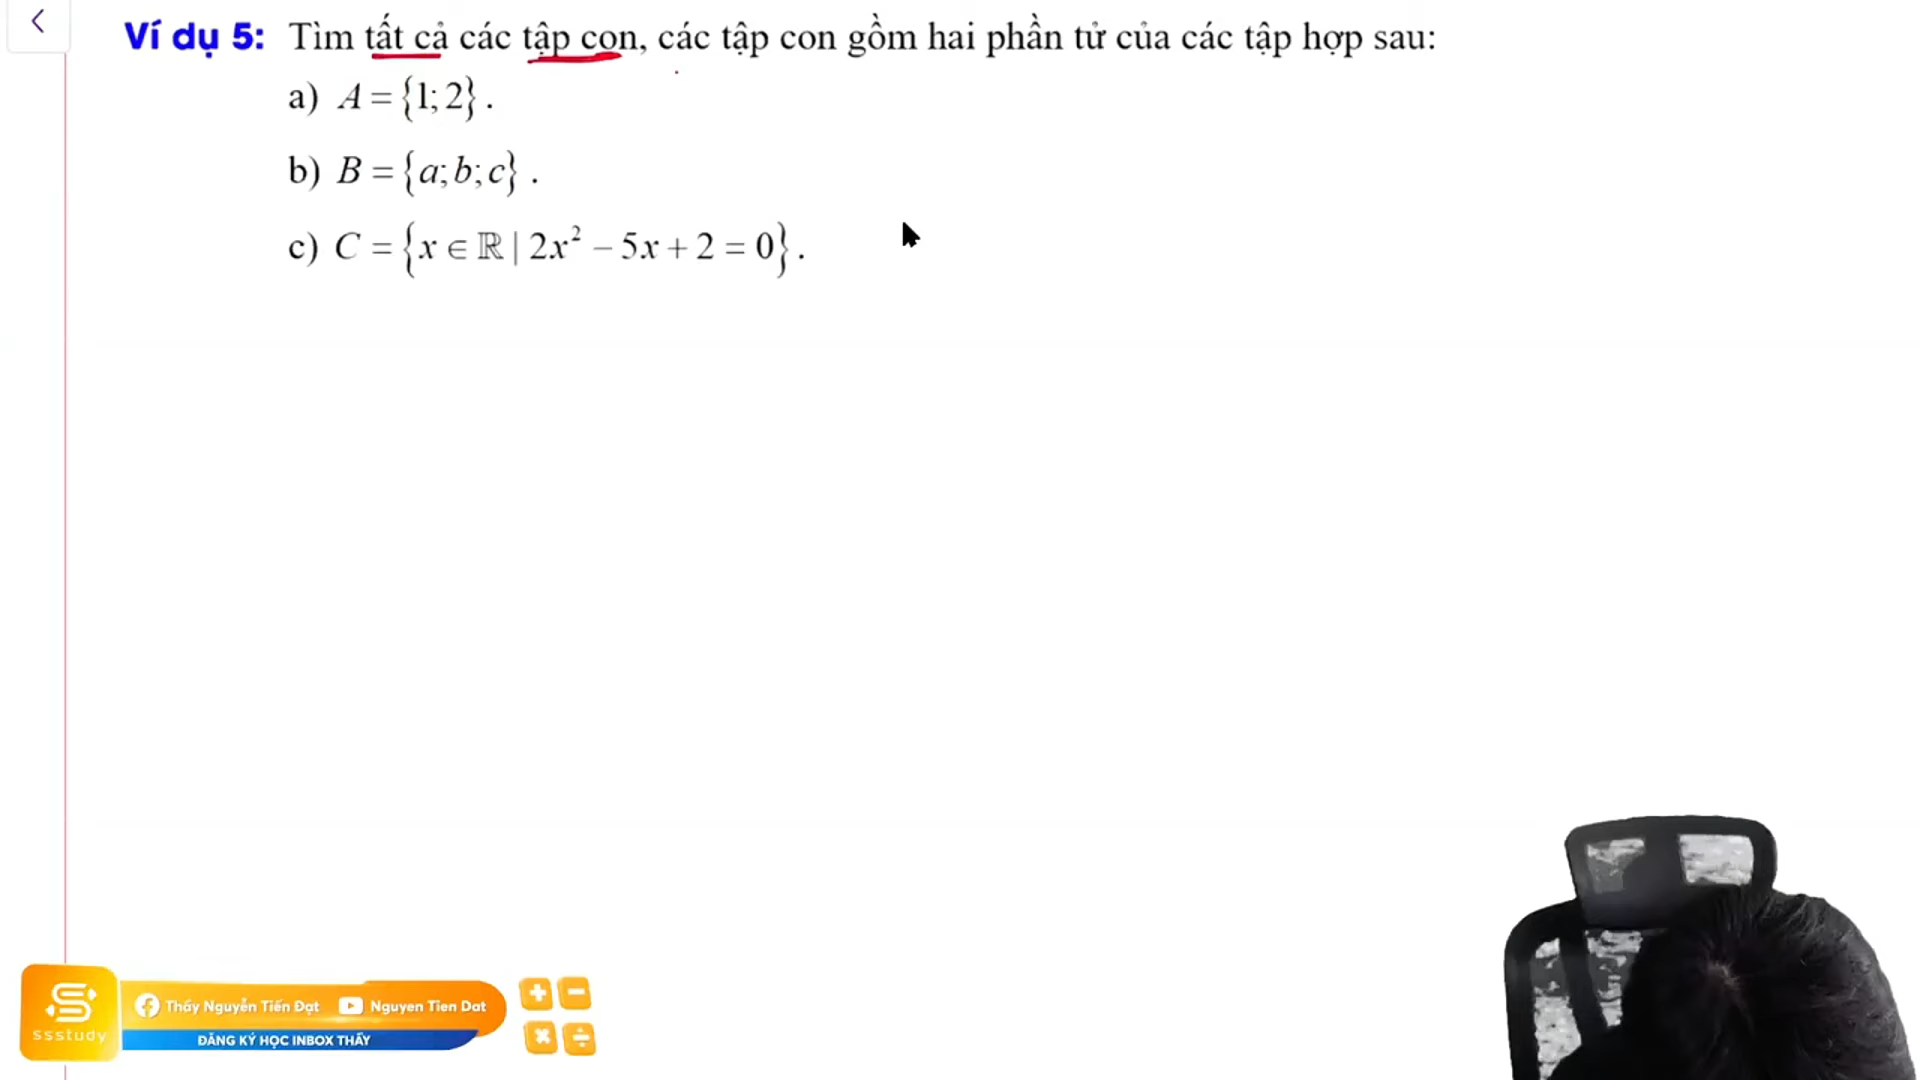 Ví dụ 5: Tìm tất cả các tập con, các tập con gồm hai phần tử của các tập hợp sau:
a) A = {1; 2} .
b) B = {a; b; c} .
c) C = {x ∈ ℝ | 2x² − 5x + 2 = 0} .
ssstudy
Thầy Nguyễn Tiến Đạt
Nguyen Tien Dat
ĐĂNG KÝ HỌC INBOX THẦY